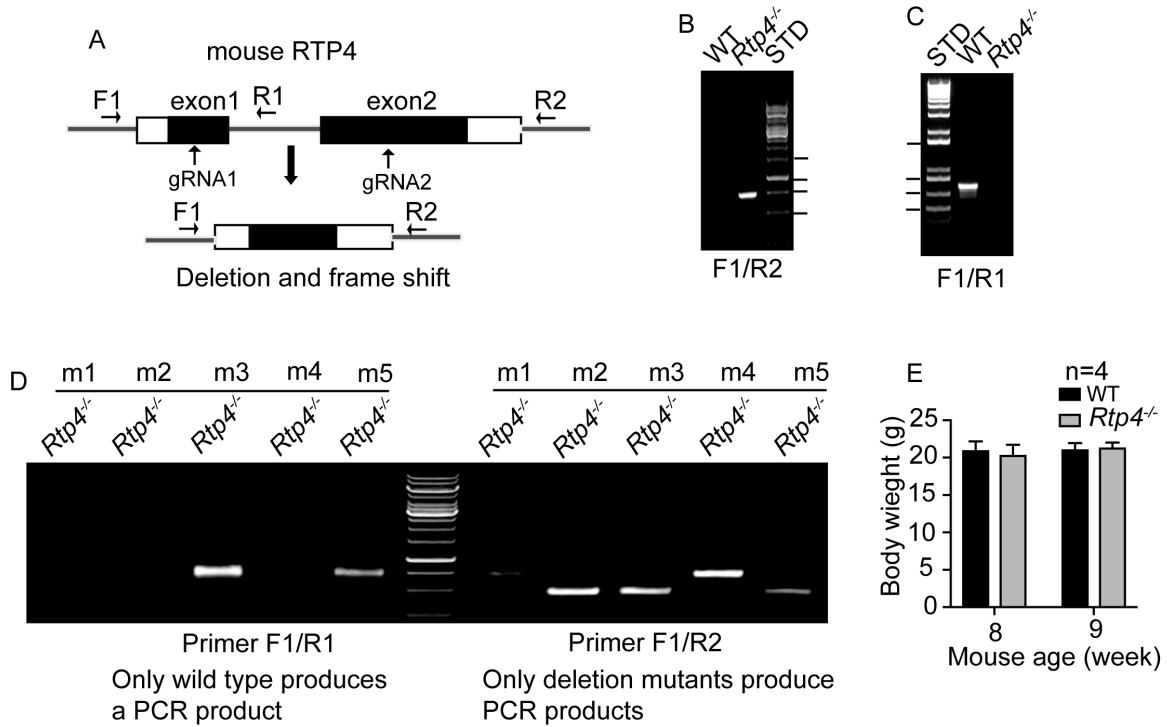 A
mouse RTP4
F1
exon1
R1
exon2
R2
gRNA1
gRNA2
F1
R2
Deletion and frame shift
B
WT
Rtp4-/-
STD
F1/R2
C
STD
WT
Rtp4-/-
F1/R1
D
m1 m2 m3 m4 m5
Rtp4-/- Rtp4-/- Rtp4-/- Rtp4-/- Rtp4-/-
m1 m2 m3 m4 m5
Rtp4-/- Rtp4-/- Rtp4-/- Rtp4-/- Rtp4-/-
Primer F1/R1
Only wild type produces
a PCR product
Primer F1/R2
Only deletion mutants produce
PCR products
E
n=4
WT
Rtp4-/-
Body wieght (g)
25
20
15
10
5
0
8 9
Mouse age (week)